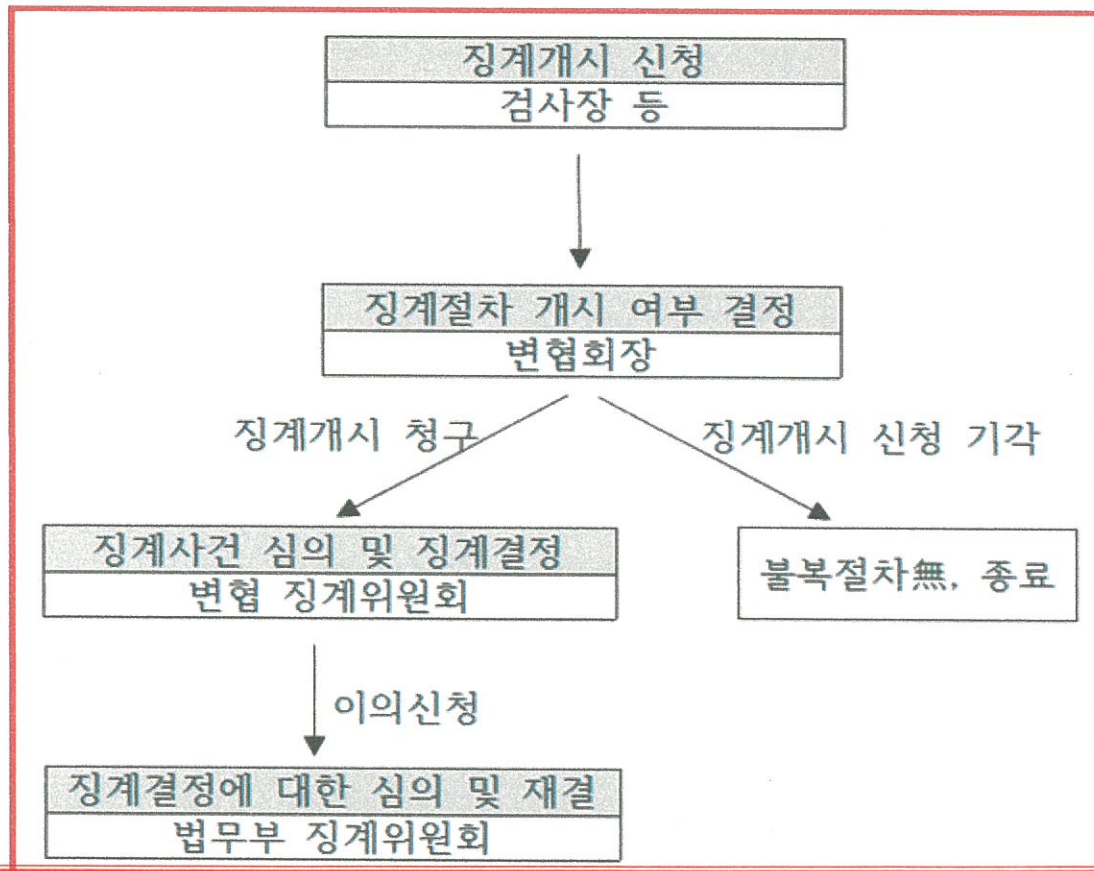 징계개시 신청
검사장 등
징계절차 개시 여부 결정
변협회장
징계개시 청구
징계개시 신청 기각
징계사건 심의 및 징계결정
변협 징계위원회
불복절차無, 종료
이의신청
징계결정에 대한 심의 및 재결
법무부 징계위원회